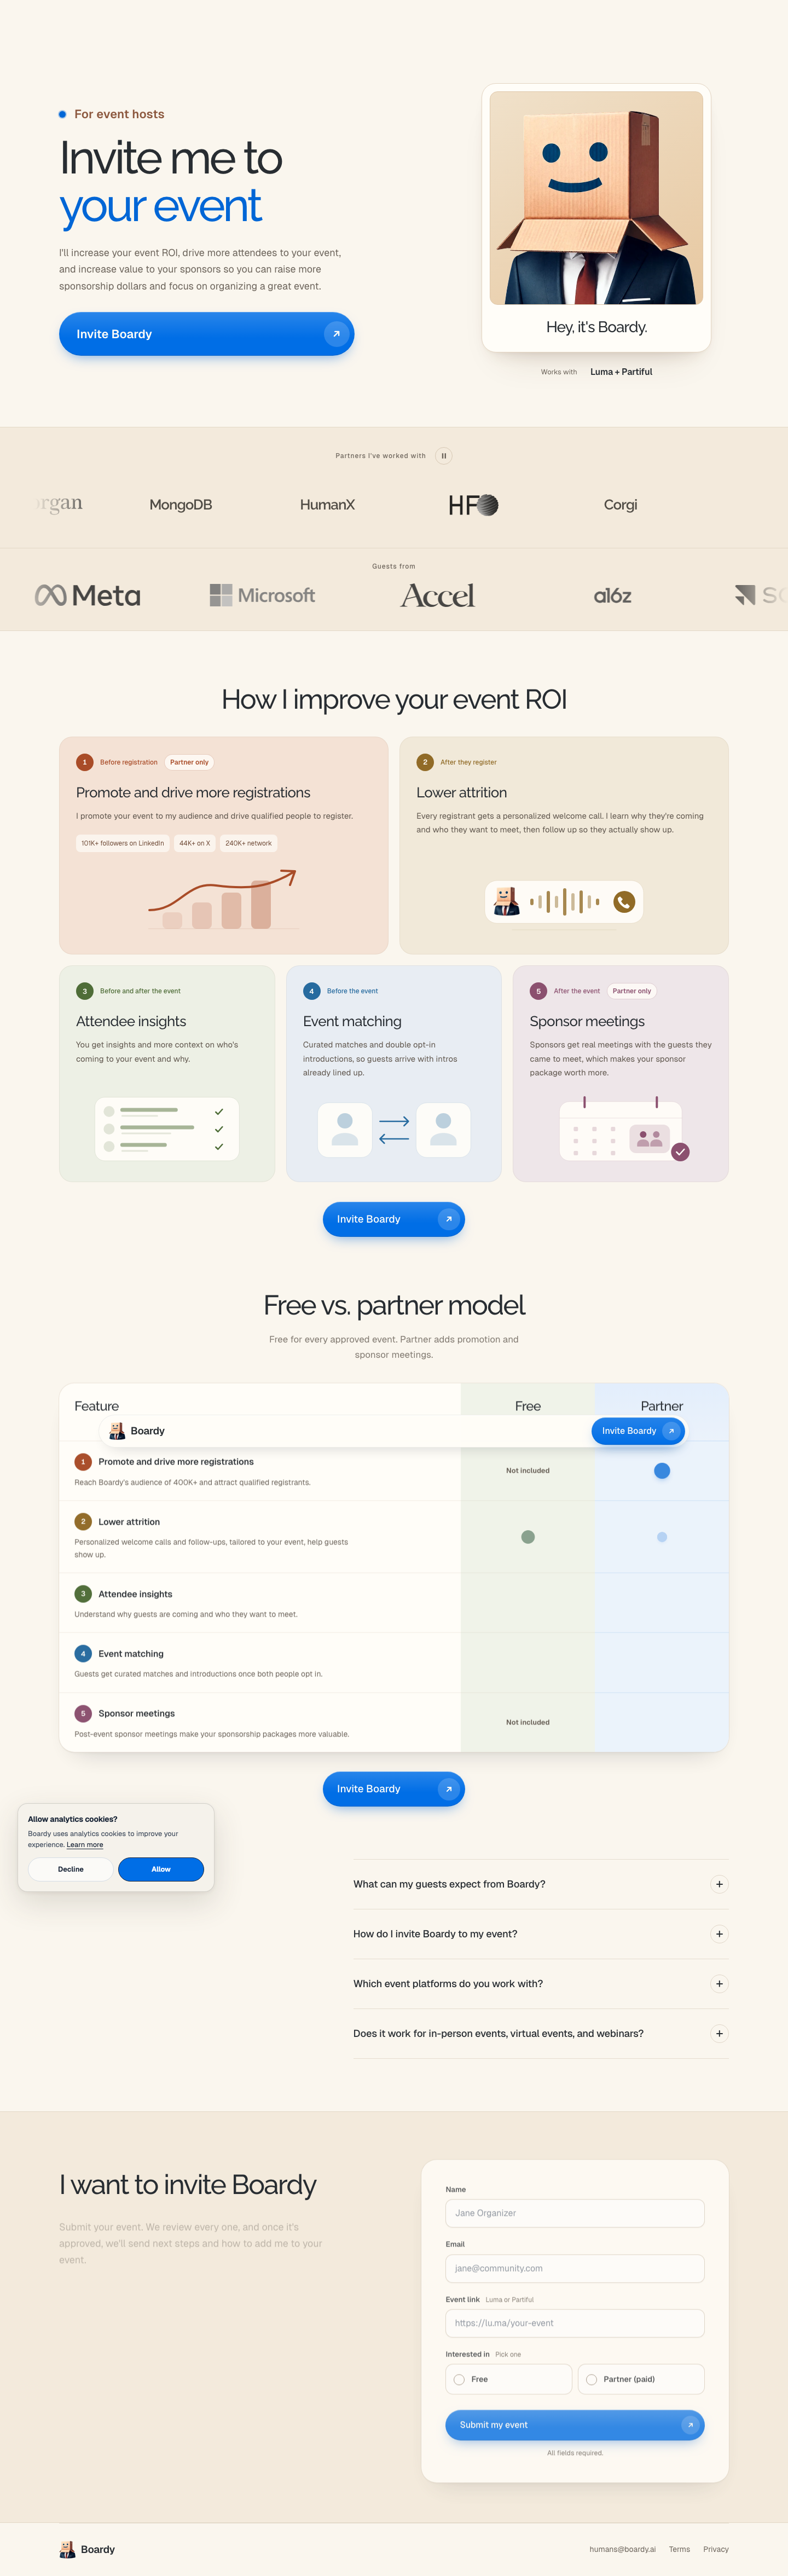 For event hosts
Invite me to
your event
I'll increase your event ROI, drive more attendees to your event,
and increase value to your sponsors so you can raise more
sponsorship dollars and focus on organizing a great event.
Invite Boardy
Hey, it's Boardy.
Works with Luma + Partiful
Partners I've worked with
rgan MongoDB HumanX HF Corgi
Guests from
Meta Microsoft Accel a16z
How I improve your event ROI
1 Before registration Partner only
Promote and drive more registrations
I promote your event to my audience and drive qualified people to register.
101K+ followers on LinkedIn 44K+ on X 240K+ network
2 After they register
Lower attrition
Every registrant gets a personalized welcome call. I learn why they're coming
and who they want to meet, then follow up so they actually show up.
3 Before and after the event
Attendee insights
You get insights and more context on who's
coming to your event and why.
4 Before the event
Event matching
Curated matches and double opt-in
introductions, so guests arrive with intros
already lined up.
5 After the event Partner only
Sponsor meetings
Sponsors get real meetings with the guests they
came to meet, which makes your sponsor
package worth more.
Invite Boardy
Free vs. partner model
Free for every approved event. Partner adds promotion and
sponsor meetings.
Feature Free Partner
Boardy Invite Boardy
1 Promote and drive more registrations
Reach Boardy's audience of 400K+ and attract qualified registrants.
Not included
2 Lower attrition
Personalized welcome calls and follow-ups, tailored to your event, help guests
show up.
3 Attendee insights
Understand why guests are coming and who they want to meet.
4 Event matching
Guests get curated matches and introductions once both people opt in.
5 Sponsor meetings
Post-event sponsor meetings make your sponsorship packages more valuable.
Not included
Invite Boardy
Allow analytics cookies?
Boardy uses analytics cookies to improve your
experience. Learn more
Decline Allow
What can my guests expect from Boardy?
How do I invite Boardy to my event?
Which event platforms do you work with?
Does it work for in-person events, virtual events, and webinars?
I want to invite Boardy
Submit your event. We review every one, and once it's
approved, we'll send next steps and how to add me to your
event.
Name
Jane Organizer
Email
jane@community.com
Event link Luma or Partiful
https://lu.ma/your-event
Interested in Pick one
Free Partner (paid)
Submit my event
All fields required.
Boardy
humans@boardy.ai Terms Privacy